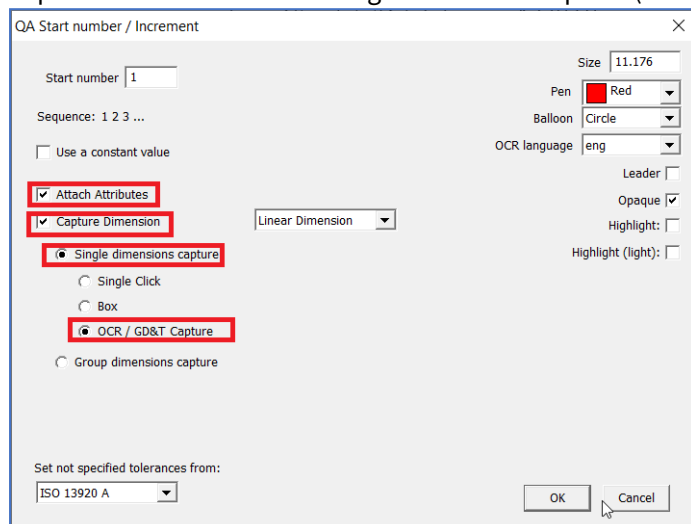 QA Start number / Increment
Start number 1
Size 11.176
Pen Red
Sequence: 1 2 3 ...
Balloon Circle
Use a constant value
OCR language eng
Leader
Attach Attributes
Opaque
Capture Dimension Linear Dimension
Highlight:
Single dimensions capture
Highlight (light):
Single Click
Box
OCR / GD&T Capture
Group dimensions capture
Set not specified tolerances from:
ISO 13920 A
OK Cancel